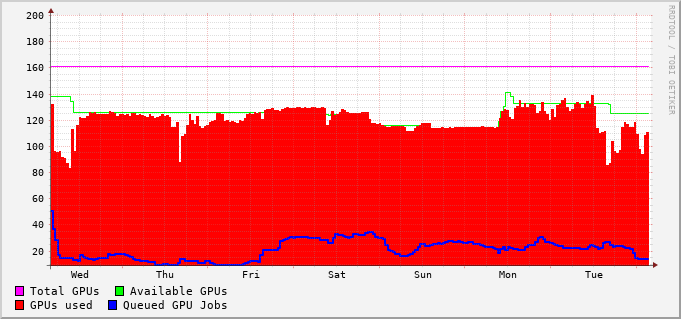 200
180
160
140
120
100
80
60
40
20
Wed Thu Fri Sat Sun Mon Tue
Total GPUs Available GPUs
GPUs used Queued GPU Jobs
RRDTOOL / TOBI OETIKER